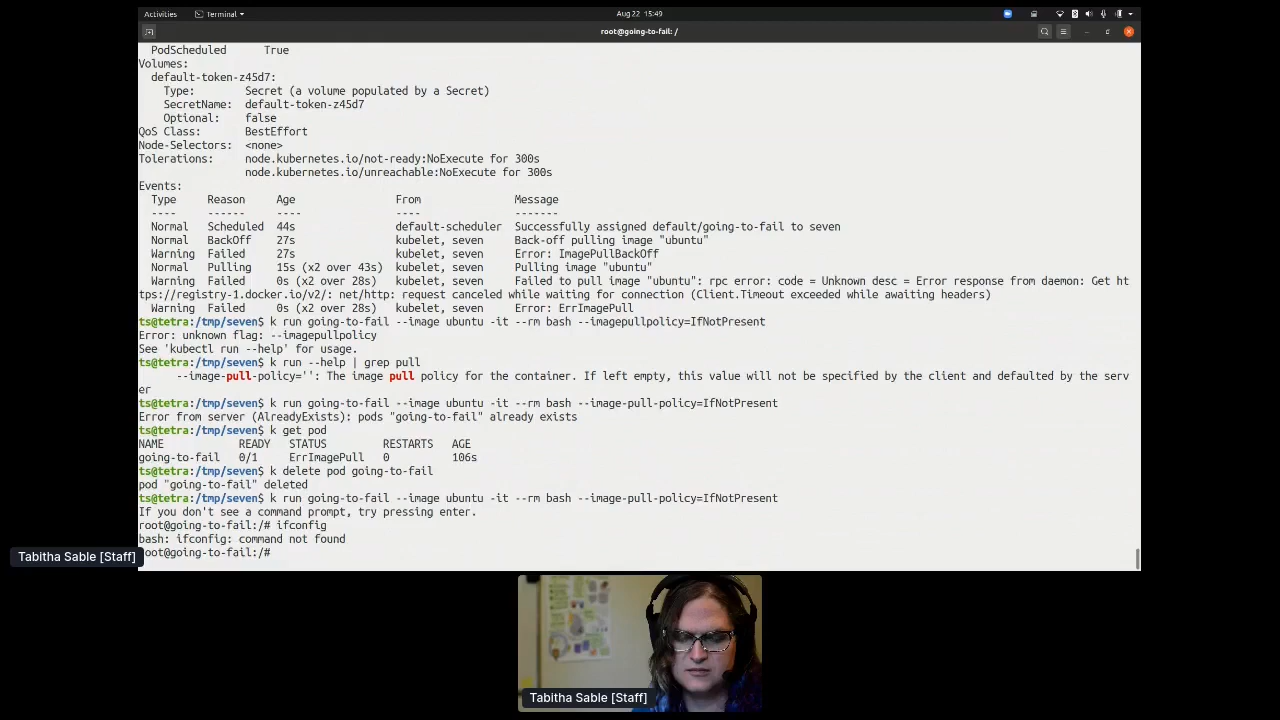 Activities
Terminal
Aug 22 15:49
root@going-to-fail: /
PodScheduled True
Volumes:
default-token-z45d7:
Type: Secret (a volume populated by a Secret)
SecretName: default-token-z45d7
Optional: false
QoS Class: BestEffort
Node-Selectors: <none>
Tolerations: node.kubernetes.io/not-ready:NoExecute for 300s
node.kubernetes.io/unreachable:NoExecute for 300s
Events:
Type Reason Age From Message
---- ------ ---- ---- -------
Normal Scheduled 44s default-scheduler Successfully assigned default/going-to-fail to seven
Normal BackOff 27s kubelet, seven Back-off pulling image "ubuntu"
Warning Failed 27s kubelet, seven Error: ImagePullBackOff
Normal Pulling 15s (x2 over 43s) kubelet, seven Pulling image "ubuntu"
Warning Failed 0s (x2 over 28s) kubelet, seven Failed to pull image "ubuntu": rpc error: code = Unknown desc = Error response from daemon: Get ht
tps://registry-1.docker.io/v2/: net/http: request canceled while waiting for connection (Client.Timeout exceeded while awaiting headers)
Warning Failed 0s (x2 over 28s) kubelet, seven Error: ErrImagePull
ts@tetra:/tmp/seven$ k run going-to-fail --image ubuntu -it --rm bash --imagepullpolicy=IfNotPresent
Error: unknown flag: --imagepullpolicy
See 'kubectl run --help' for usage.
ts@tetra:/tmp/seven$ k run --help | grep pull
--image-pull-policy='': The image pull policy for the container. If left empty, this value will not be specified by the client and defaulted by the serv
er
ts@tetra:/tmp/seven$ k run going-to-fail --image ubuntu -it --rm bash --image-pull-policy=IfNotPresent
Error from server (AlreadyExists): pods "going-to-fail" already exists
ts@tetra:/tmp/seven$ k get pod
NAME READY STATUS RESTARTS AGE
going-to-fail 0/1 ErrImagePull 0 106s
ts@tetra:/tmp/seven$ k delete pod going-to-fail
pod "going-to-fail" deleted
ts@tetra:/tmp/seven$ k run going-to-fail --image ubuntu -it --rm bash --image-pull-policy=IfNotPresent
If you don't see a command prompt, try pressing enter.
root@going-to-fail:/# ifconfig
bash: ifconfig: command not found
root@going-to-fail:/#
Tabitha Sable [Staff]
Tabitha Sable [Staff]